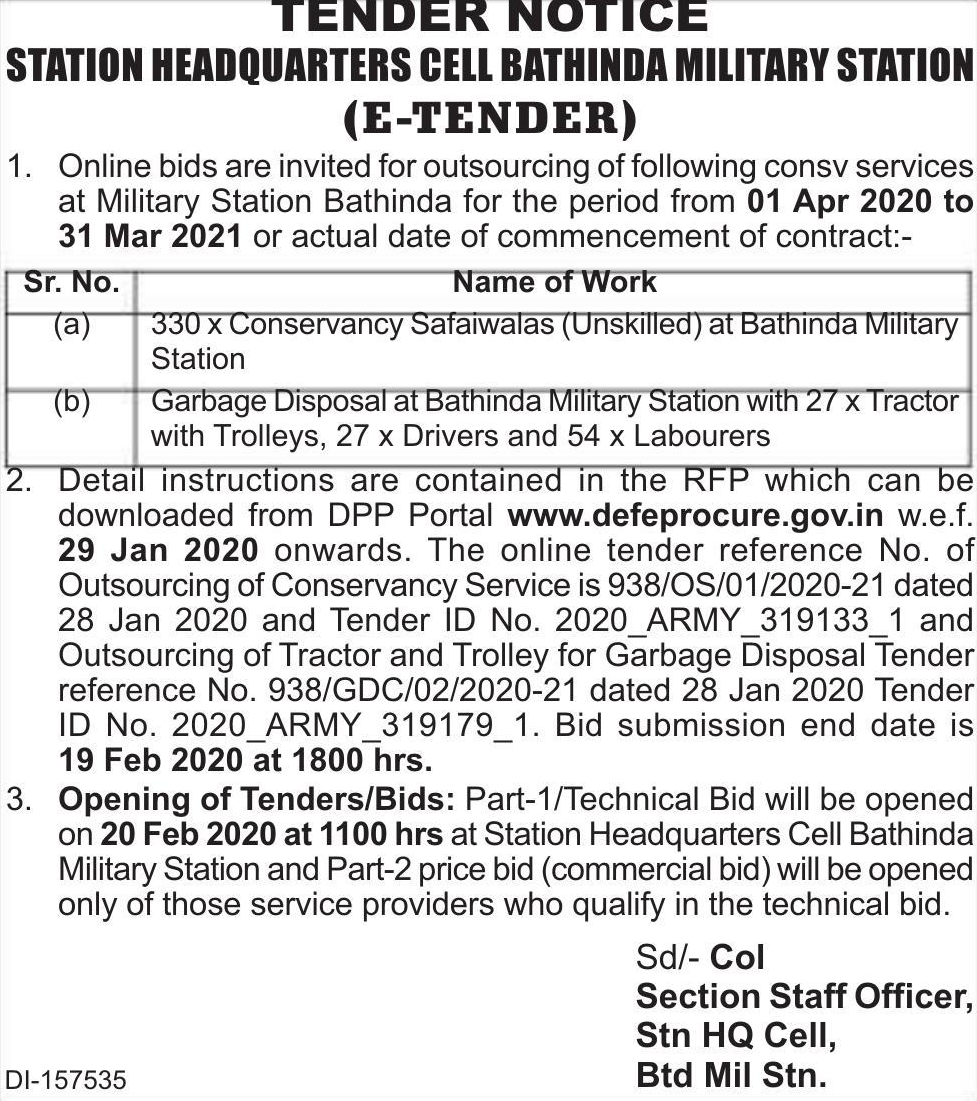 TENDER NOTICE
STATION HEADQUARTERS CELL BATHINDA MILITARY STATION
(E-TENDER)
1. Online bids are invited for outsourcing of following consv services
at Military Station Bathinda for the period from 01 Apr 2020 to
31 Mar 2021 or actual date of commencement of contract:-
Sr. No. Name of Work
(a) 330 x Conservancy Safaiwalas (Unskilled) at Bathinda Military
Station
(b) Garbage Disposal at Bathinda Military Station with 27 x Tractor
with Trolleys, 27 x Drivers and 54 x Labourers
2. Detail instructions are contained in the RFP which can be
downloaded from DPP Portal www.defeprocure.gov.in w.e.f.
29 Jan 2020 onwards. The online tender reference No. of
Outsourcing of Conservancy Service is 938/OS/01/2020-21 dated
28 Jan 2020 and Tender ID No. 2020_ARMY_319133_1 and
Outsourcing of Tractor and Trolley for Garbage Disposal Tender
reference No. 938/GDC/02/2020-21 dated 28 Jan 2020 Tender
ID No. 2020_ARMY_319179_1. Bid submission end date is
19 Feb 2020 at 1800 hrs.
3. Opening of Tenders/Bids: Part-1/Technical Bid will be opened
on 20 Feb 2020 at 1100 hrs at Station Headquarters Cell Bathinda
Military Station and Part-2 price bid (commercial bid) will be opened
only of those service providers who qualify in the technical bid.
Sd/- Col
Section Staff Officer,
Stn HQ Cell,
Btd Mil Stn.
DI-157535